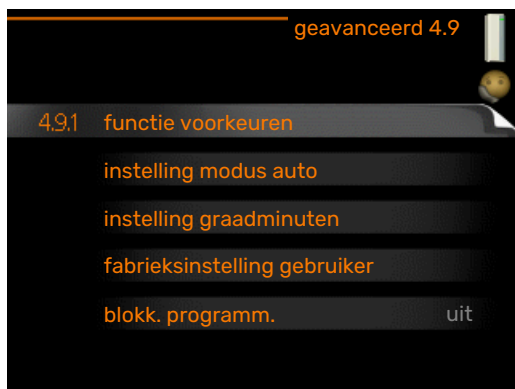 geavanceerd 4.9
4.9.1 functie voorkeuren
instelling modus auto
instelling graadminuten
fabrieksinstelling gebruiker
blokk. programm. uit